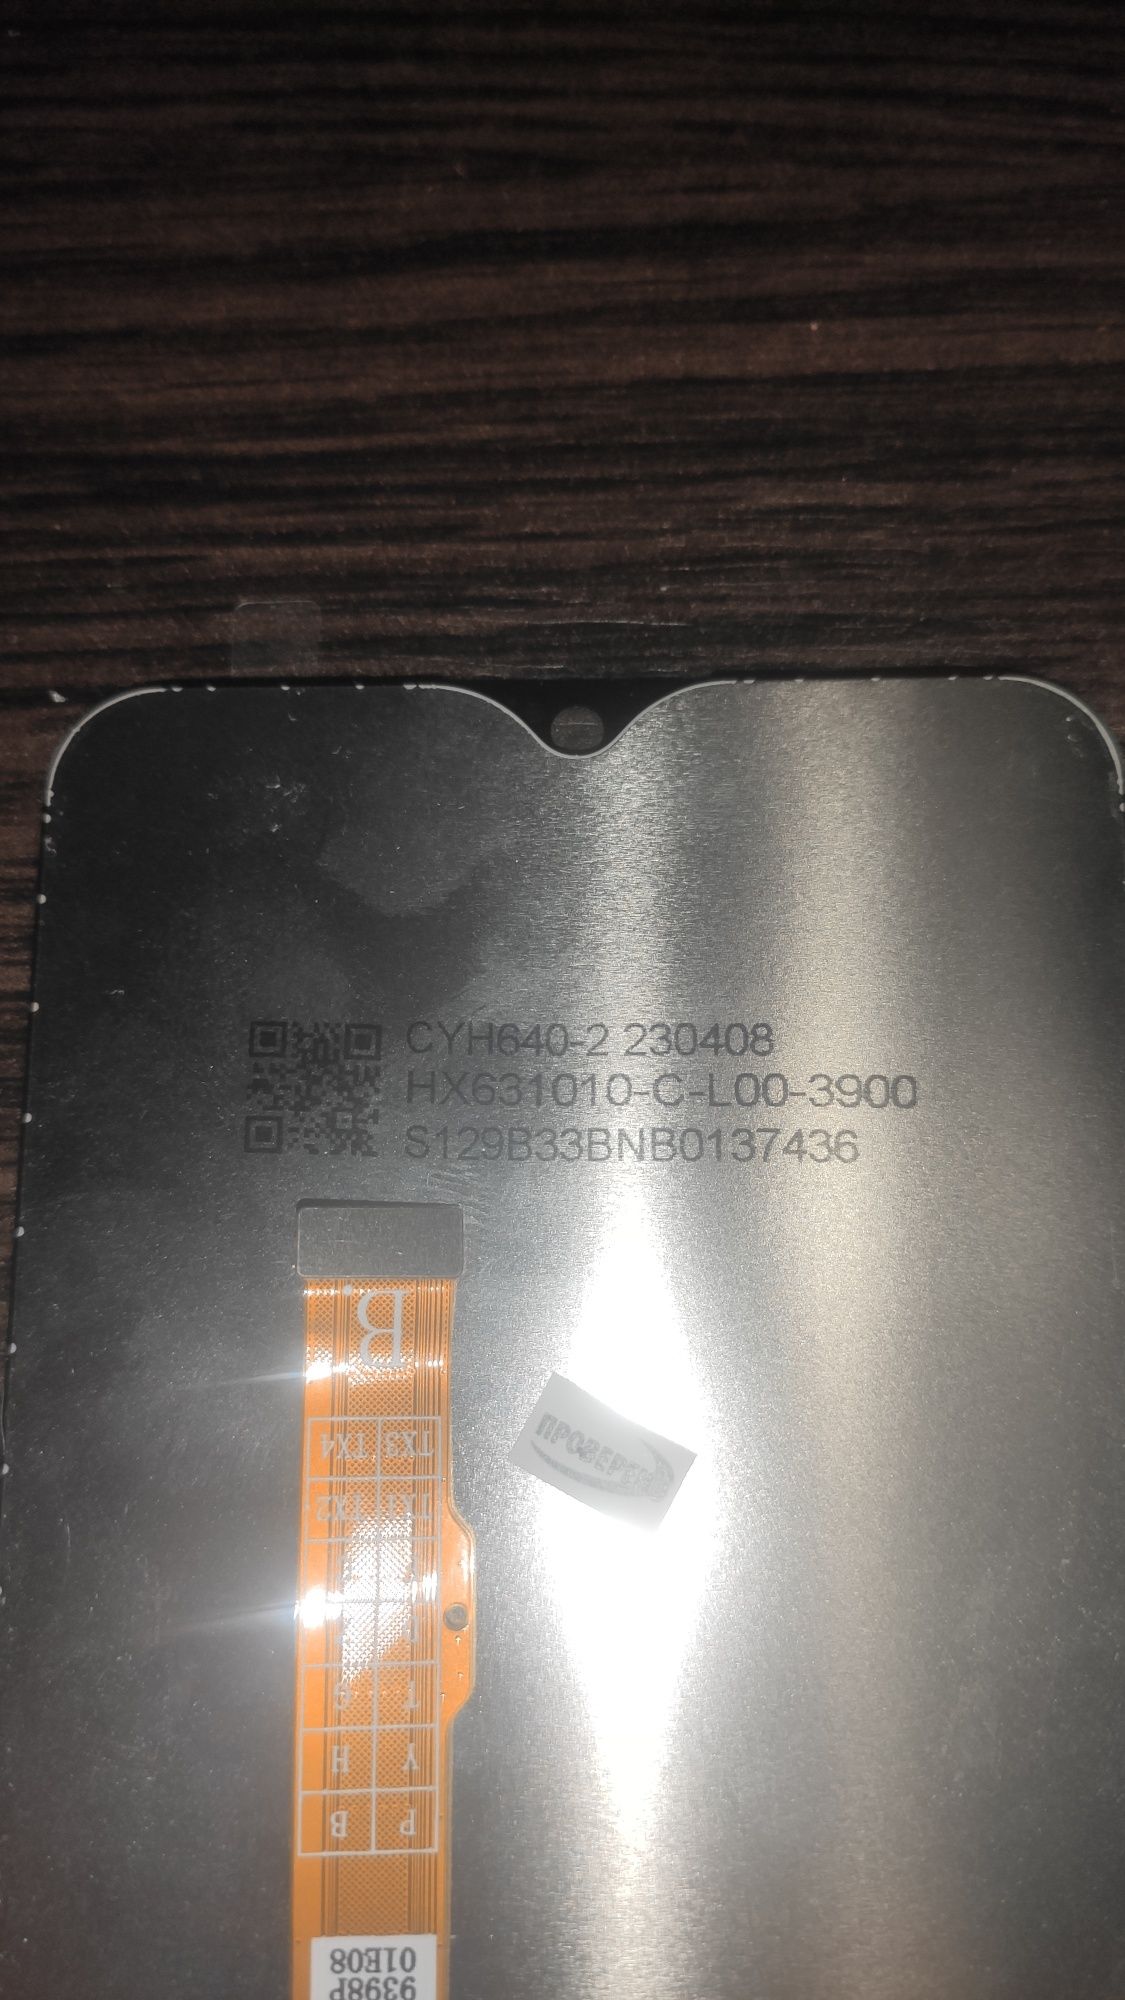 CYH640-2 230408
HX631010-C-L00-3900
S129B33BNB0137436
B.
TX3 TX4
TX1 TX2
ПРОВЕРЕНО
T
Y H
P B
01E08
9398P